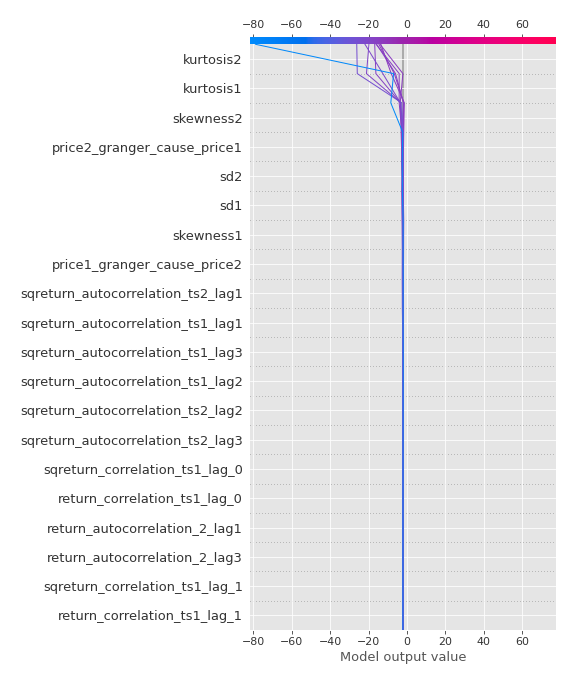 −80 −60 −40 −20 0 20 40 60
kurtosis2
kurtosis1
skewness2
price2_granger_cause_price1
sd2
sd1
skewness1
price1_granger_cause_price2
sqreturn_autocorrelation_ts2_lag1
sqreturn_autocorrelation_ts1_lag1
sqreturn_autocorrelation_ts1_lag3
sqreturn_autocorrelation_ts1_lag2
sqreturn_autocorrelation_ts2_lag2
sqreturn_autocorrelation_ts2_lag3
sqreturn_correlation_ts1_lag_0
return_correlation_ts1_lag_0
return_autocorrelation_2_lag1
return_autocorrelation_2_lag3
sqreturn_correlation_ts1_lag_1
return_correlation_ts1_lag_1
−80 −60 −40 −20 0 20 40 60
Model output value